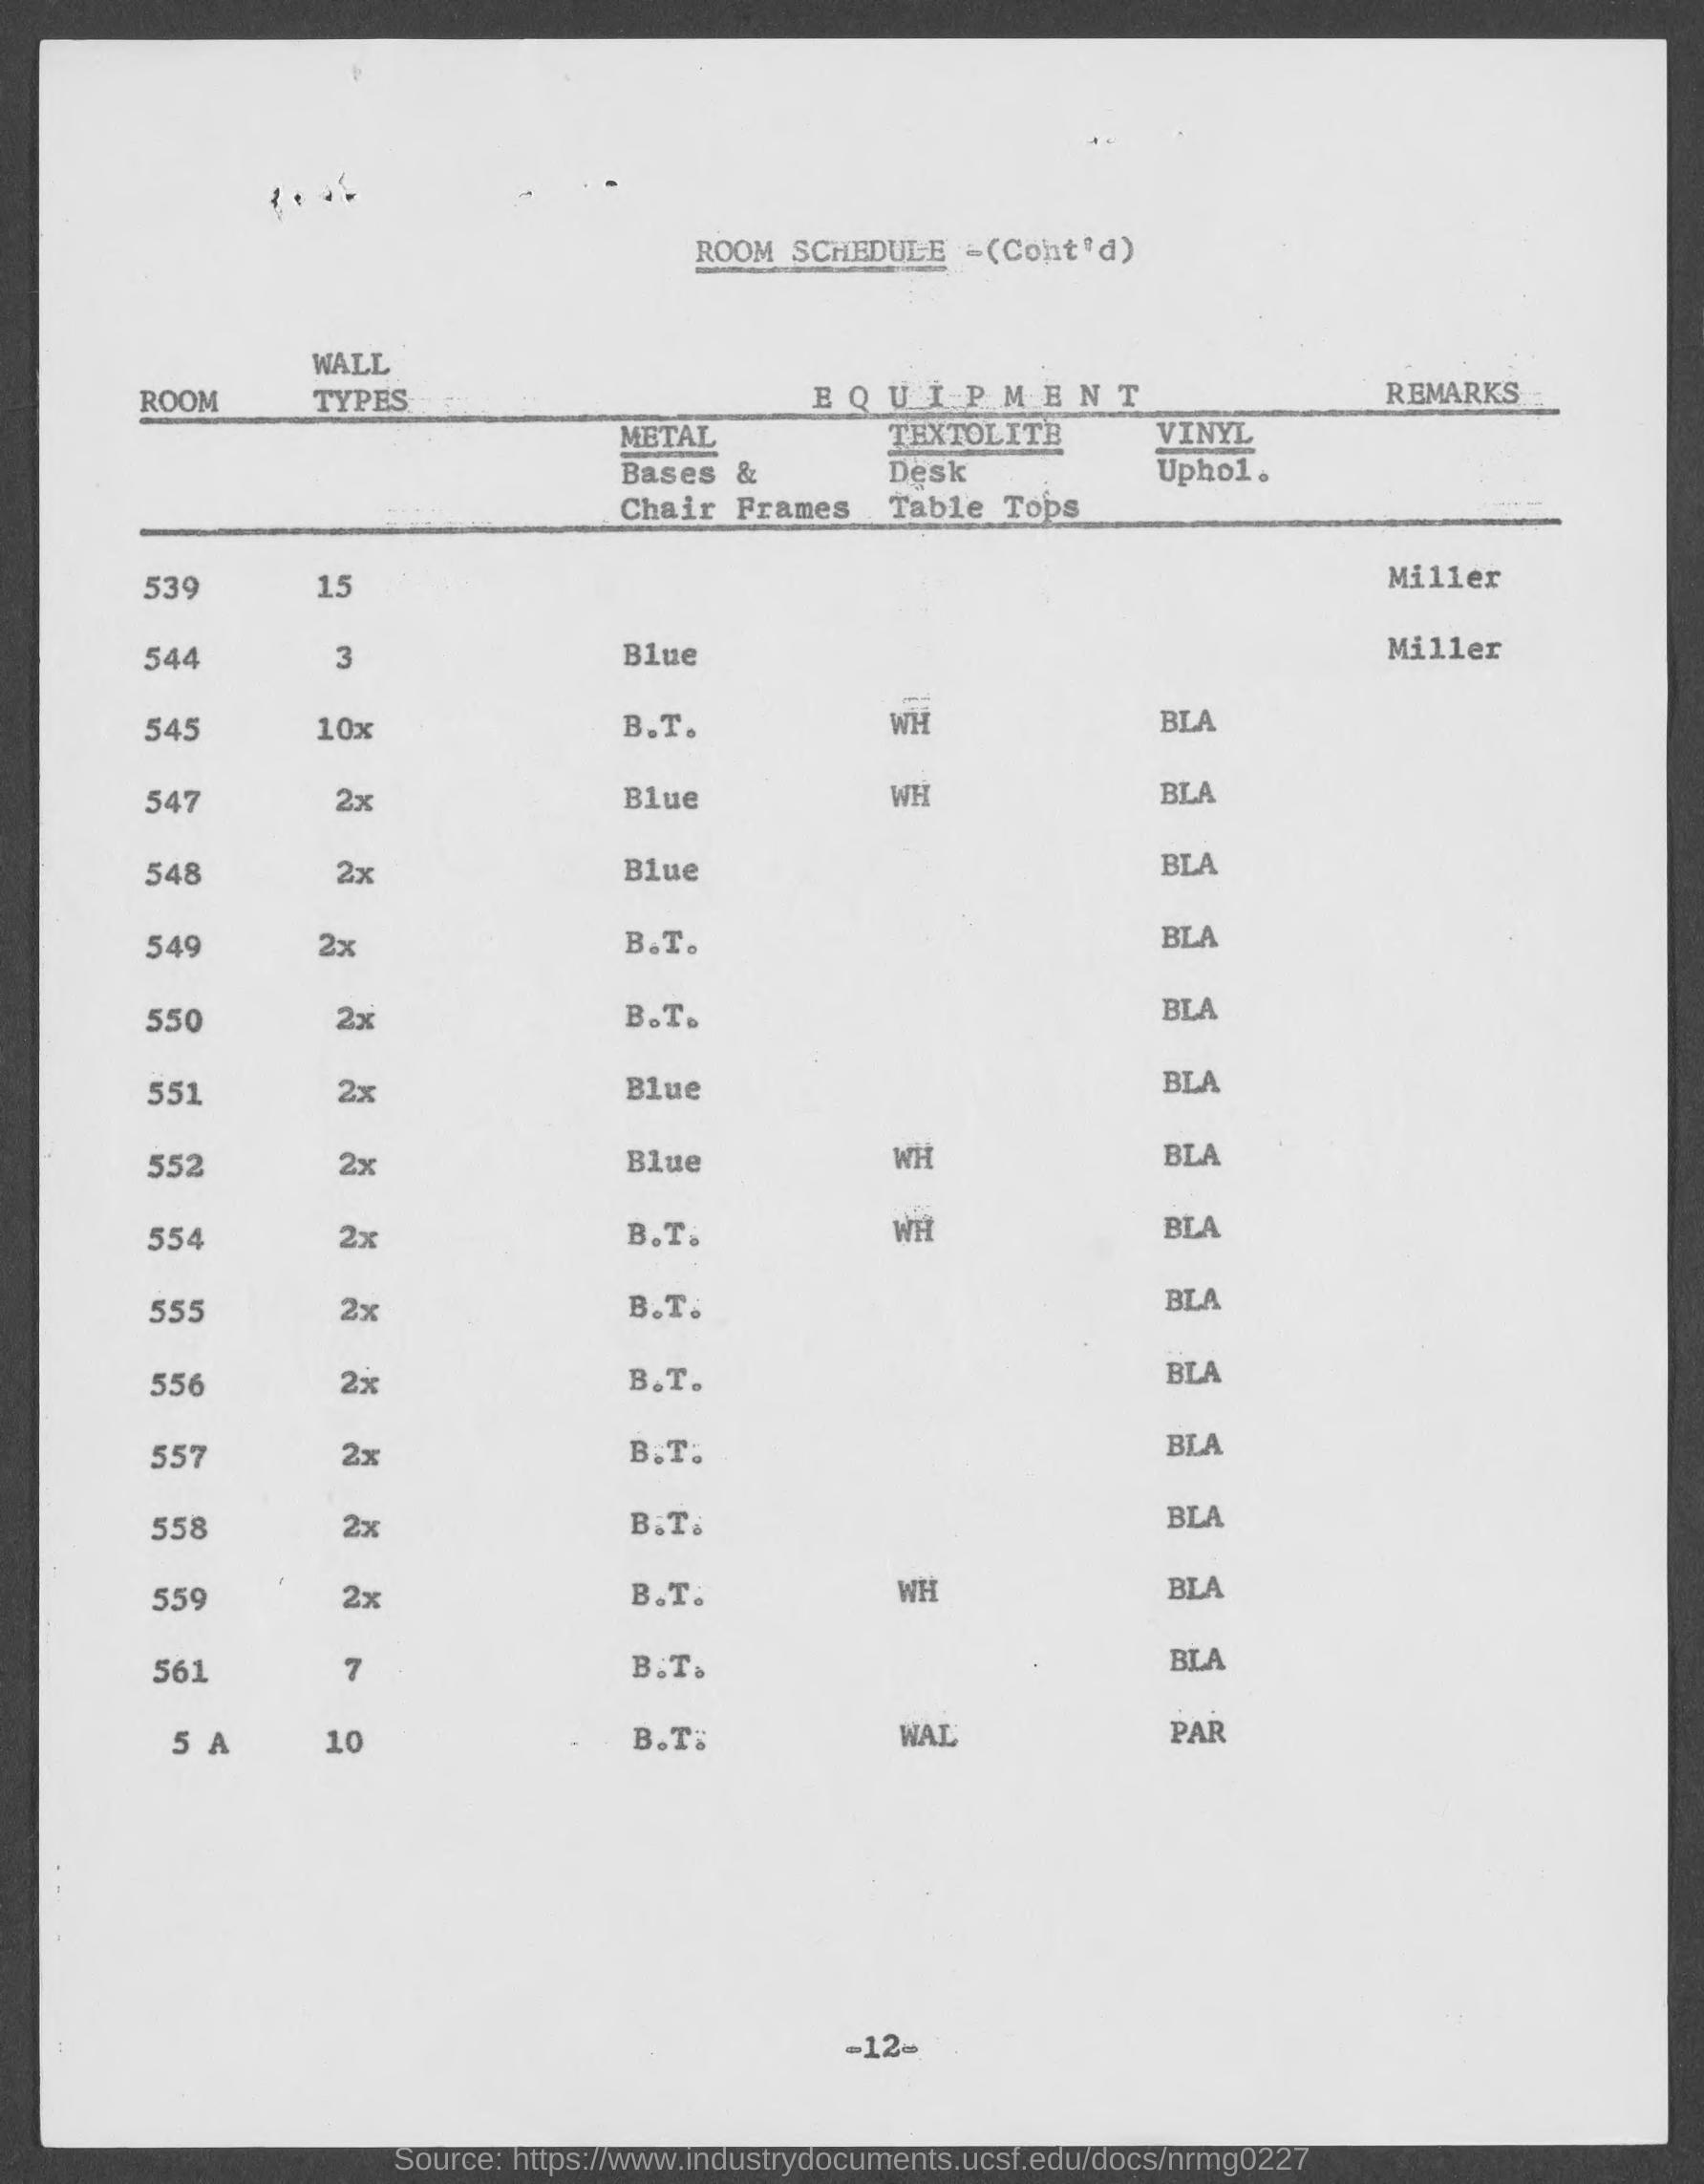 ROOM SCHEDULE -(Cont'd)
WALL
ROOM TYPES E Q U I P M E N T REMARKS
METAL TEXTOLITE VINYL
Bases & Desk Uphol.
Chair Frames Table Tops
539 15 Miller
544 3 Blue Miller
545 10x B.T. WH BLA
547 2x Blue WH BLA
548 2x Blue BLA
549 2x B.T. BLA
550 2x B.T. BLA
551 2x Blue BLA
552 2x Blue WH BLA
554 2x B.T. WH BLA
555 2x B.T. BLA
556 2x B.T. BLA
557 2x B.T. BLA
558 2x B.T. BLA
559 2x B.T. WH BLA
561 7 B.T. BLA
5 A 10 B.T. WAL PAR
-12-
Source: https://www.industrydocuments.ucsf.edu/docs/nrmg0227